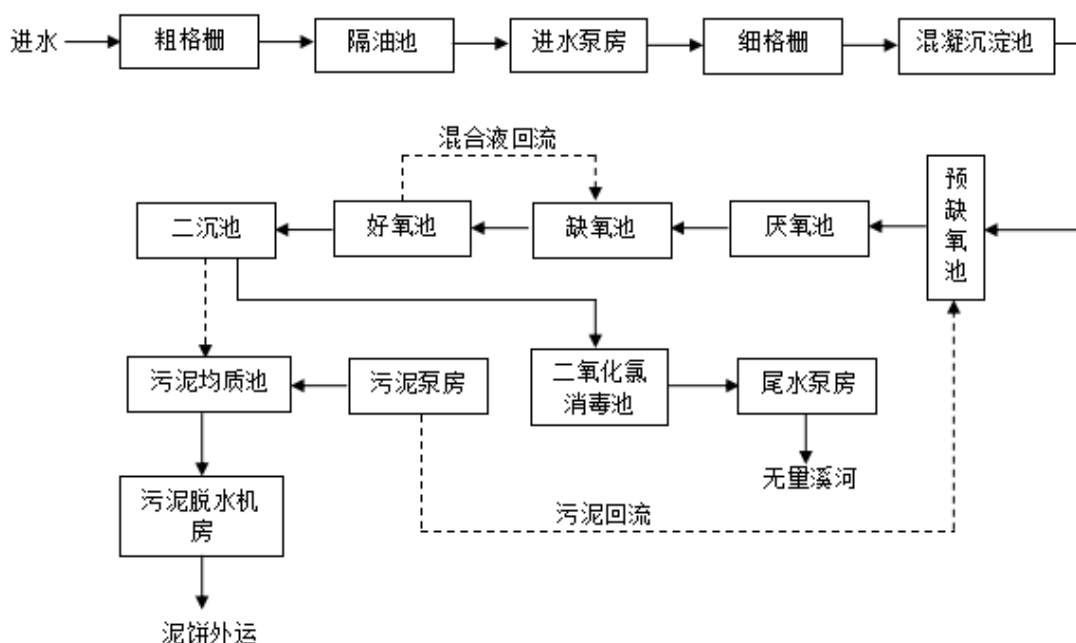 进水
粗格栅
隔油池
进水泵房
细格栅
混凝沉淀池
混合液回流
预
缺
氧
池
二沉池
好氧池
缺氧池
厌氧池
污泥均质池
污泥泵房
二氧化氯
消毒池
尾水泵房
无量溪河
污泥脱水机
房
污泥回流
泥饼外运